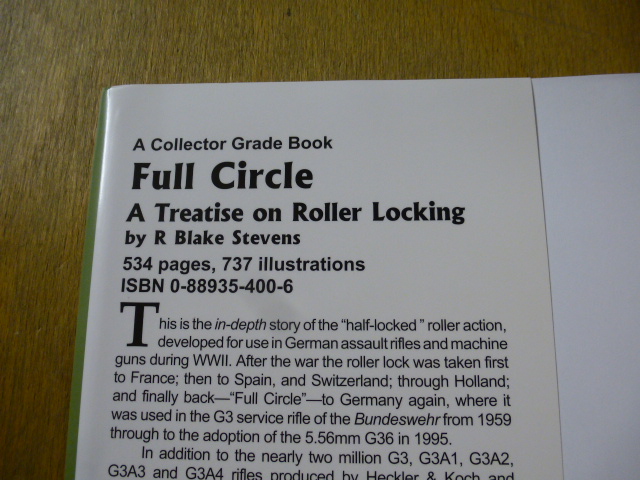 A Collector Grade Book
Full Circle
A Treatise on Roller Locking
by R Blake Stevens
534 pages, 737 illustrations
ISBN 0-88935-400-6
This is the in-depth story of the “half-locked ” roller action,
developed for use in German assault rifles and machine
guns during WWII. After the war the roller lock was taken first
to France; then to Spain, and Switzerland; through Holland;
and finally back—“Full Circle”—to Germany again, where it
was used in the G3 service rifle of the Bundeswehr from 1959
through to the adoption of the 5.56mm G36 in 1995.
In addition to the nearly two million G3, G3A1, G3A2,
G3A3 and G3A4 rifles produced by Heckler & Koch and